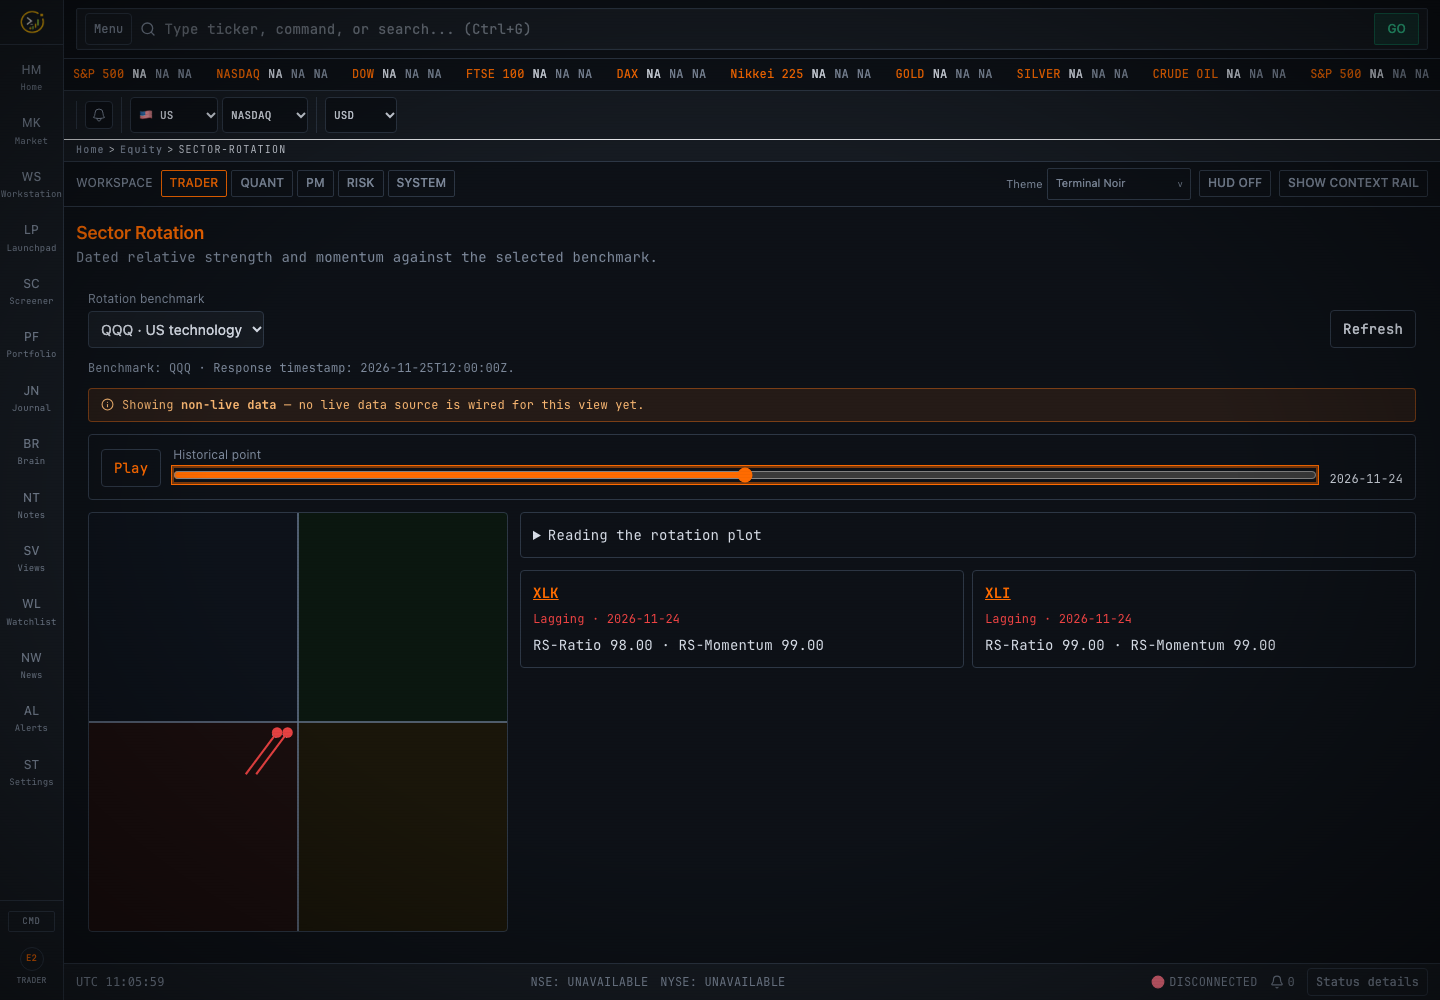 Menu
Type ticker, command, or search... (Ctrl+G)
GO
S&P 500 NA NA NA NASDAQ NA NA NA DOW NA NA NA FTSE 100 NA NA NA DAX NA NA NA Nikkei 225 NA NA NA GOLD NA NA NA SILVER NA NA NA CRUDE OIL NA NA NA S&P 500 NA NA NA
US
NASDAQ
USD
Home > Equity > SECTOR-ROTATION
WORKSPACE TRADER QUANT PM RISK SYSTEM
Theme Terminal Noir HUD OFF SHOW CONTEXT RAIL
HM
Home
MK
Market
WS
Workstation
LP
Launchpad
SC
Screener
PF
Portfolio
JN
Journal
BR
Brain
NT
Notes
SV
Views
WL
Watchlist
NW
News
AL
Alerts
ST
Settings
CMD
E2
TRADER
Sector Rotation
Dated relative strength and momentum against the selected benchmark.
Rotation benchmark
QQQ · US technology
Refresh
Benchmark: QQQ · Response timestamp: 2026-11-25T12:00:00Z.
Showing non-live data — no live data source is wired for this view yet.
Play
Historical point
2026-11-24
Reading the rotation plot
XLK
Lagging · 2026-11-24
RS-Ratio 98.00 · RS-Momentum 99.00
XLI
Lagging · 2026-11-24
RS-Ratio 99.00 · RS-Momentum 99.00
UTC 11:05:59
NSE: UNAVAILABLE NYSE: UNAVAILABLE
DISCONNECTED 0 Status details